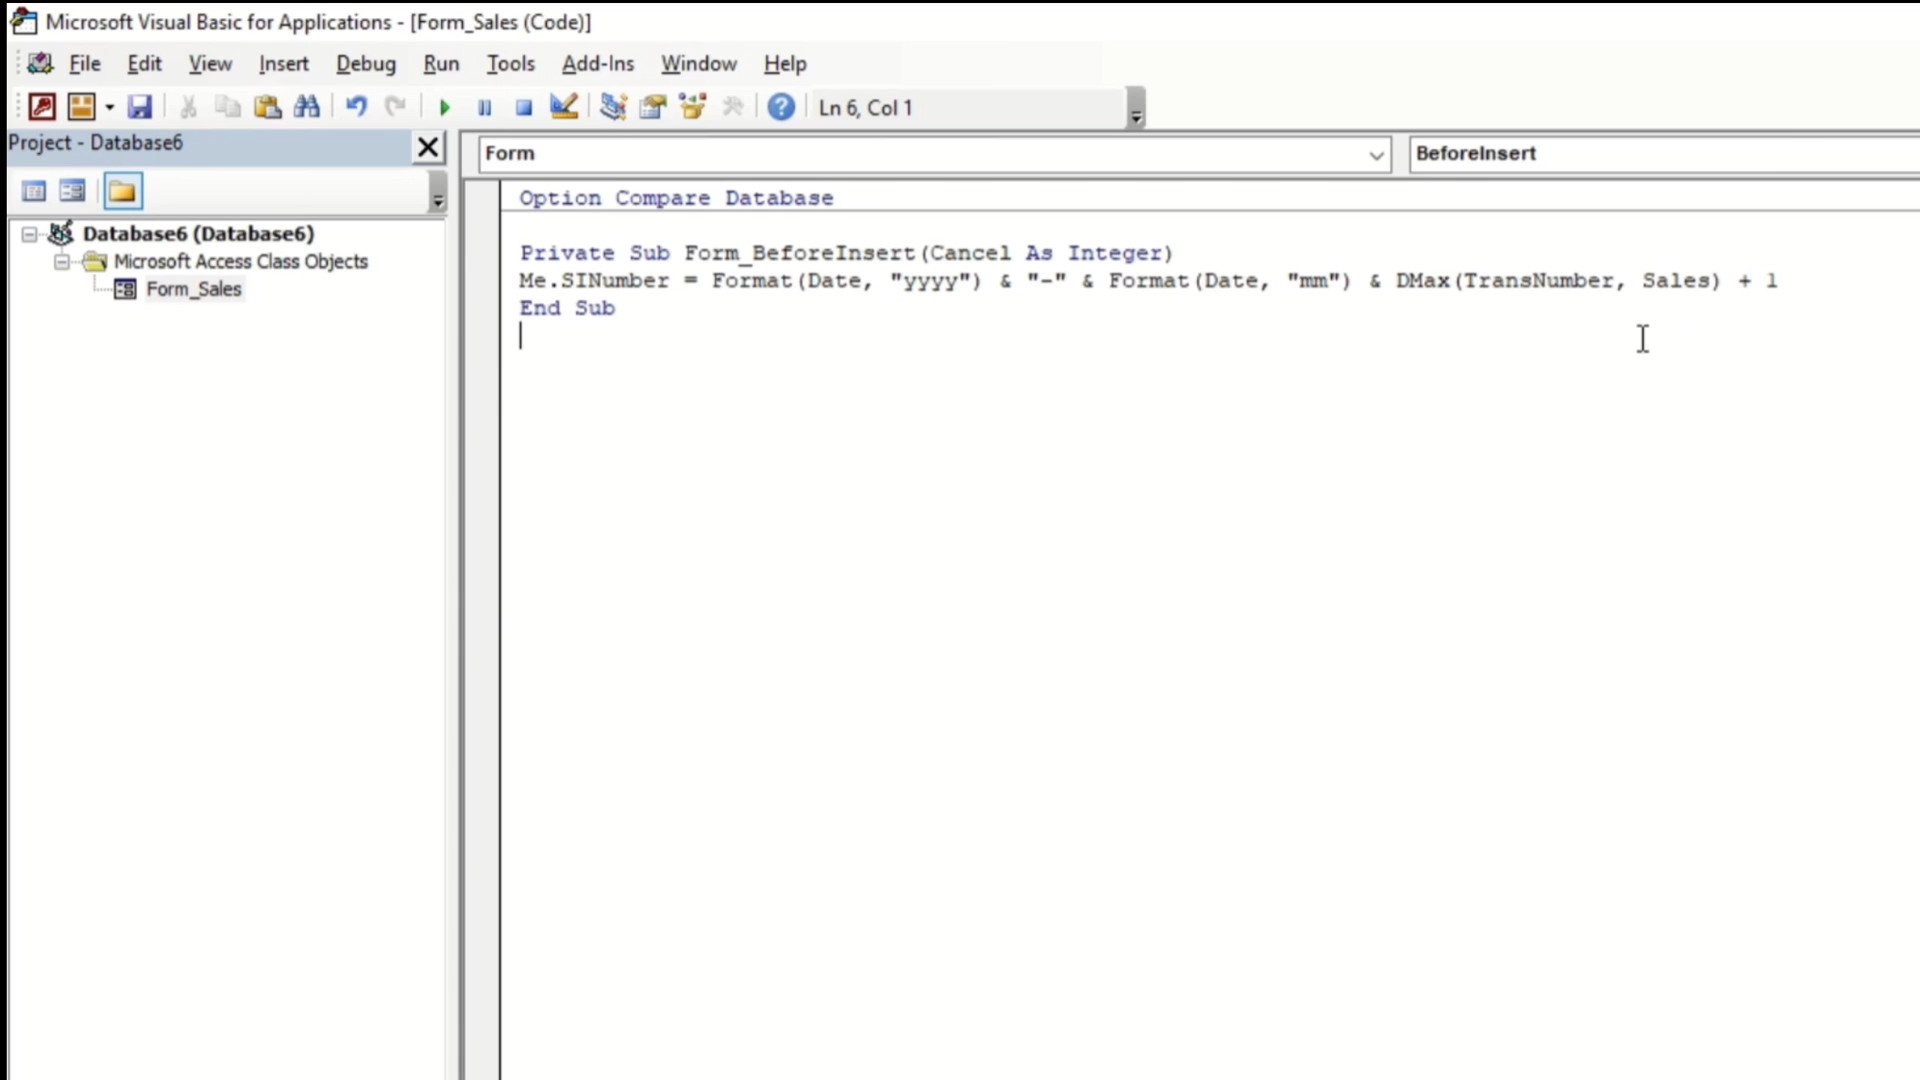 Microsoft Visual Basic for Applications - [Form_Sales (Code)]
File Edit View Insert Debug Run Tools Add-Ins Window Help
Ln 6, Col 1
Project - Database6
Form
BeforeInsert
Database6 (Database6)
Microsoft Access Class Objects
Form_Sales
Option Compare Database
Private Sub Form_BeforeInsert(Cancel As Integer)
Me.SINumber = Format(Date, "yyyy") & "-" & Format(Date, "mm") & DMax(TransNumber, Sales) + 1
End Sub